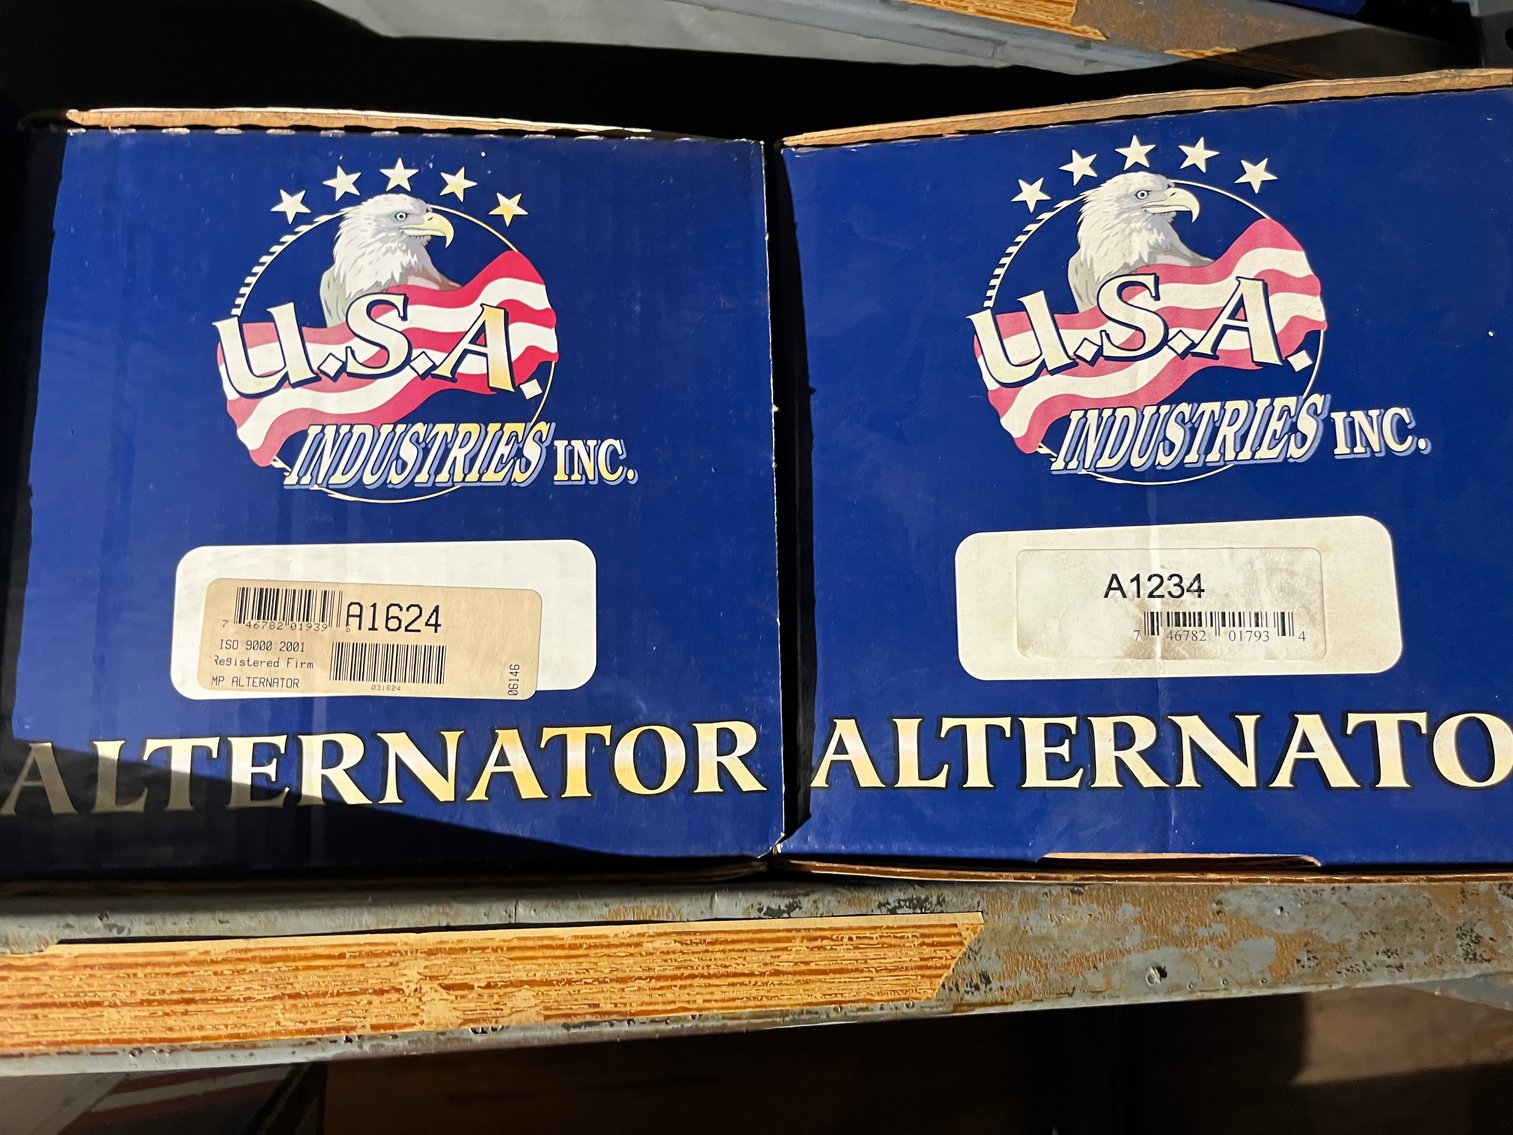 U.S.A.
INDUSTRIES INC.
A1624
7 46782 01939 6
ISO 9000:2001
Registered Firm
MP ALTERNATOR
031624
06146
ALTERNATOR
U.S.A.
INDUSTRIES INC.
A1234
7 46782 01793 4
ALTERNATO